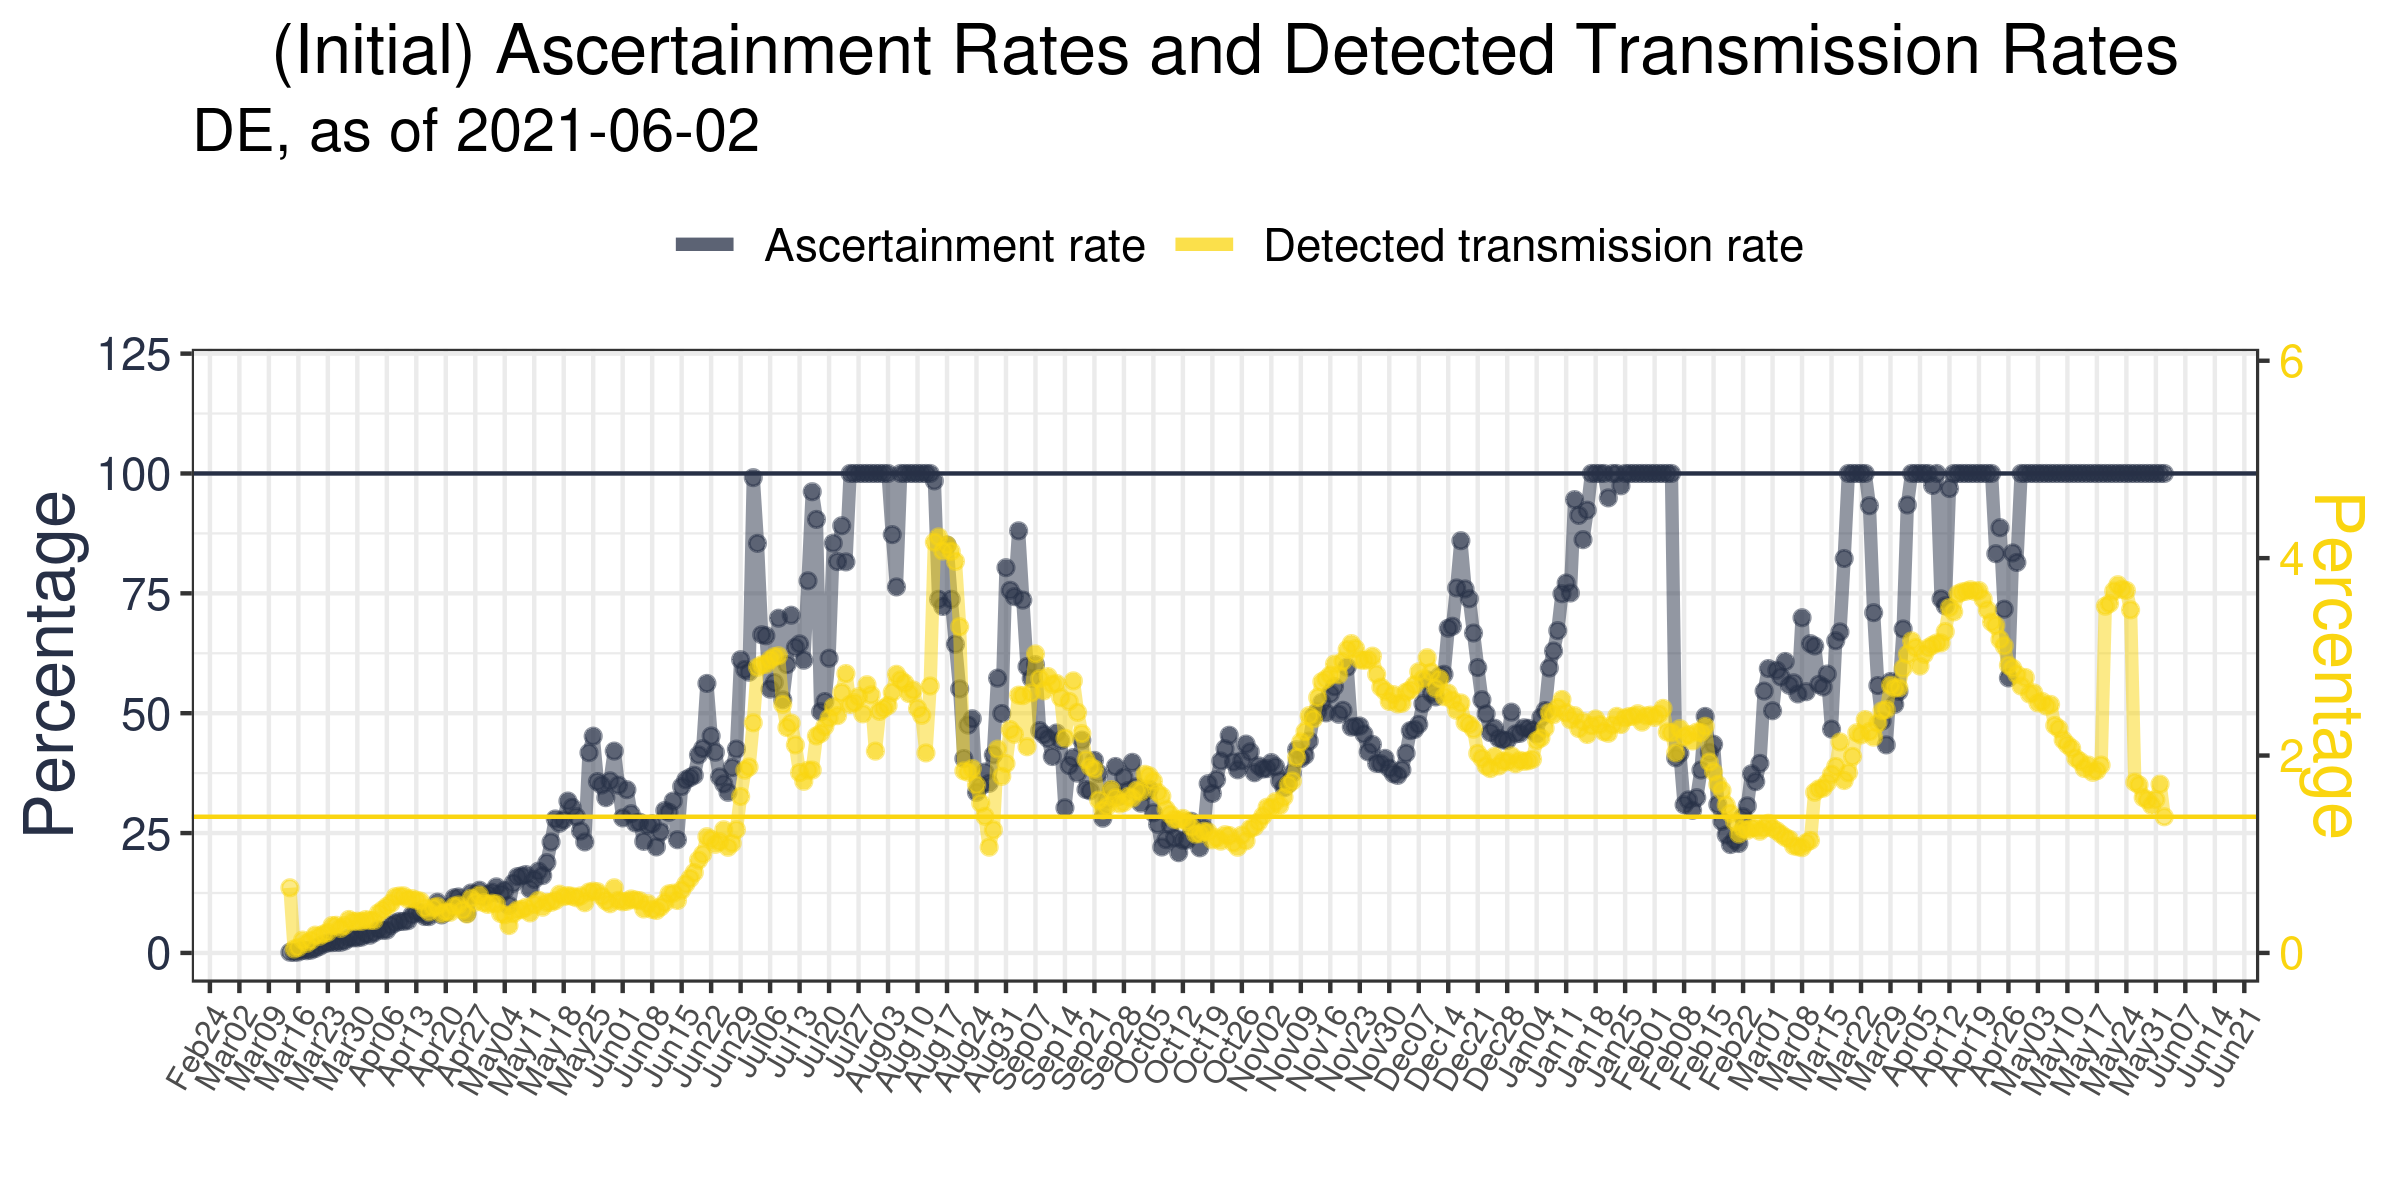 (Initial) Ascertainment Rates and Detected Transmission Rates
DE, as of 2021-06-02
Ascertainment rate
Detected transmission rate
Percentage
125
100
75
50
25
0
6
4
2
0
Percentage
Feb24
Mar02
Mar09
Mar16
Mar23
Mar30
Apr06
Apr13
Apr20
Apr27
May04
May11
May18
May25
Jun01
Jun08
Jun15
Jun22
Jun29
Jul06
Jul13
Jul20
Jul27
Aug03
Aug10
Aug17
Aug24
Aug31
Sep07
Sep14
Sep21
Sep28
Oct05
Oct12
Oct19
Oct26
Nov02
Nov09
Nov16
Nov23
Nov30
Dec07
Dec14
Dec21
Dec28
Jan04
Jan11
Jan18
Jan25
Feb01
Feb08
Feb15
Feb22
Mar01
Mar08
Mar15
Mar22
Mar29
Apr05
Apr12
Apr19
Apr26
May03
May10
May17
May24
May31
Jun07
Jun14
Jun21